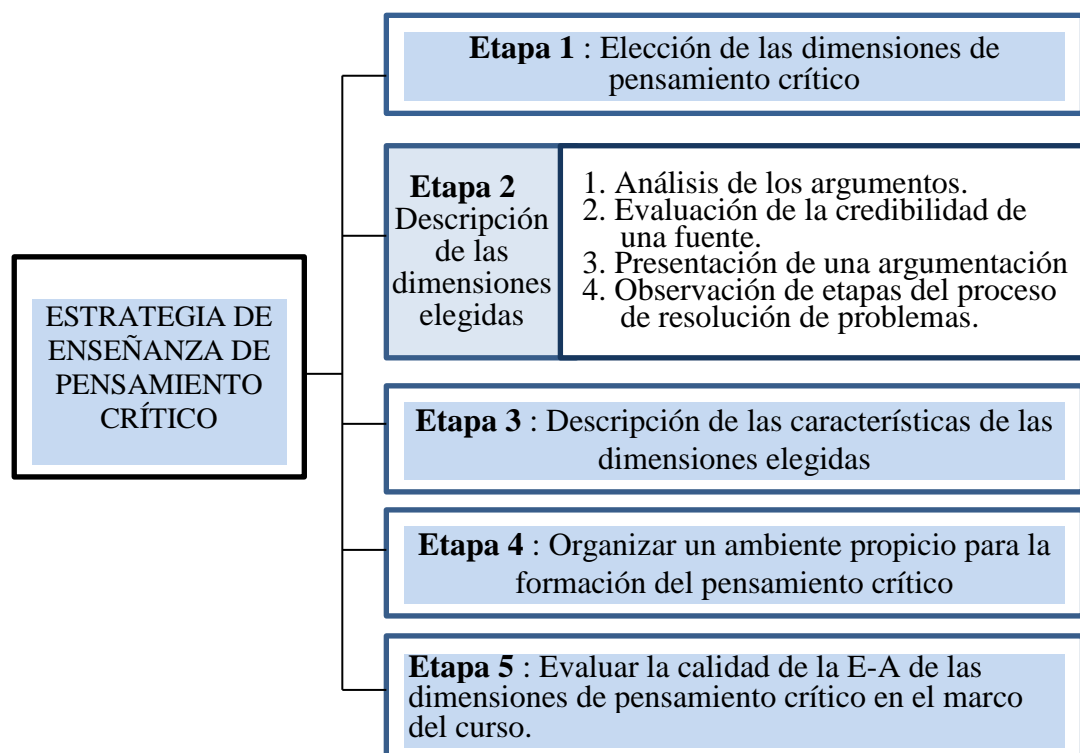 Etapa 1 : Elección de las dimensiones de
pensamiento crítico
Etapa 2
Descripción
de las
dimensiones
elegidas
1. Análisis de los argumentos.
2. Evaluación de la credibilidad de
una fuente.
3. Presentación de una argumentación
4. Observación de etapas del proceso
de resolución de problemas.
ESTRATEGIA DE
ENSEÑANZA DE
PENSAMIENTO
CRÍTICO
Etapa 3 : Descripción de las características de las
dimensiones elegidas
Etapa 4 : Organizar un ambiente propicio para la
formación del pensamiento crítico
Etapa 5 : Evaluar la calidad de la E-A de las
dimensiones de pensamiento crítico en el marco
del curso.